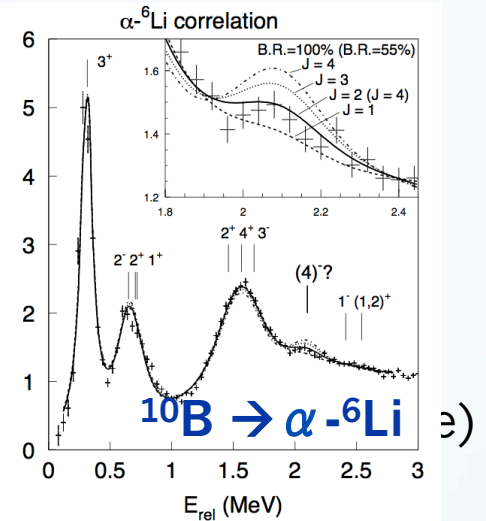 α-⁶Li correlation
6
5
4
3
2
1
0
0
0.5
1
1.5
2
2.5
3
E_rel (MeV)
3⁺
2⁻ 2⁺ 1⁺
2⁺ 4⁺ 3⁻
(4)⁻?
1⁻ (1,2)⁺
B.R.=100% (B.R.=55%)
J = 4
J = 3
J = 2 (J = 4)
J = 1
1.6
1.4
1.2
1.8
2
2.2
2.4
¹⁰B → α-⁶Li
e)